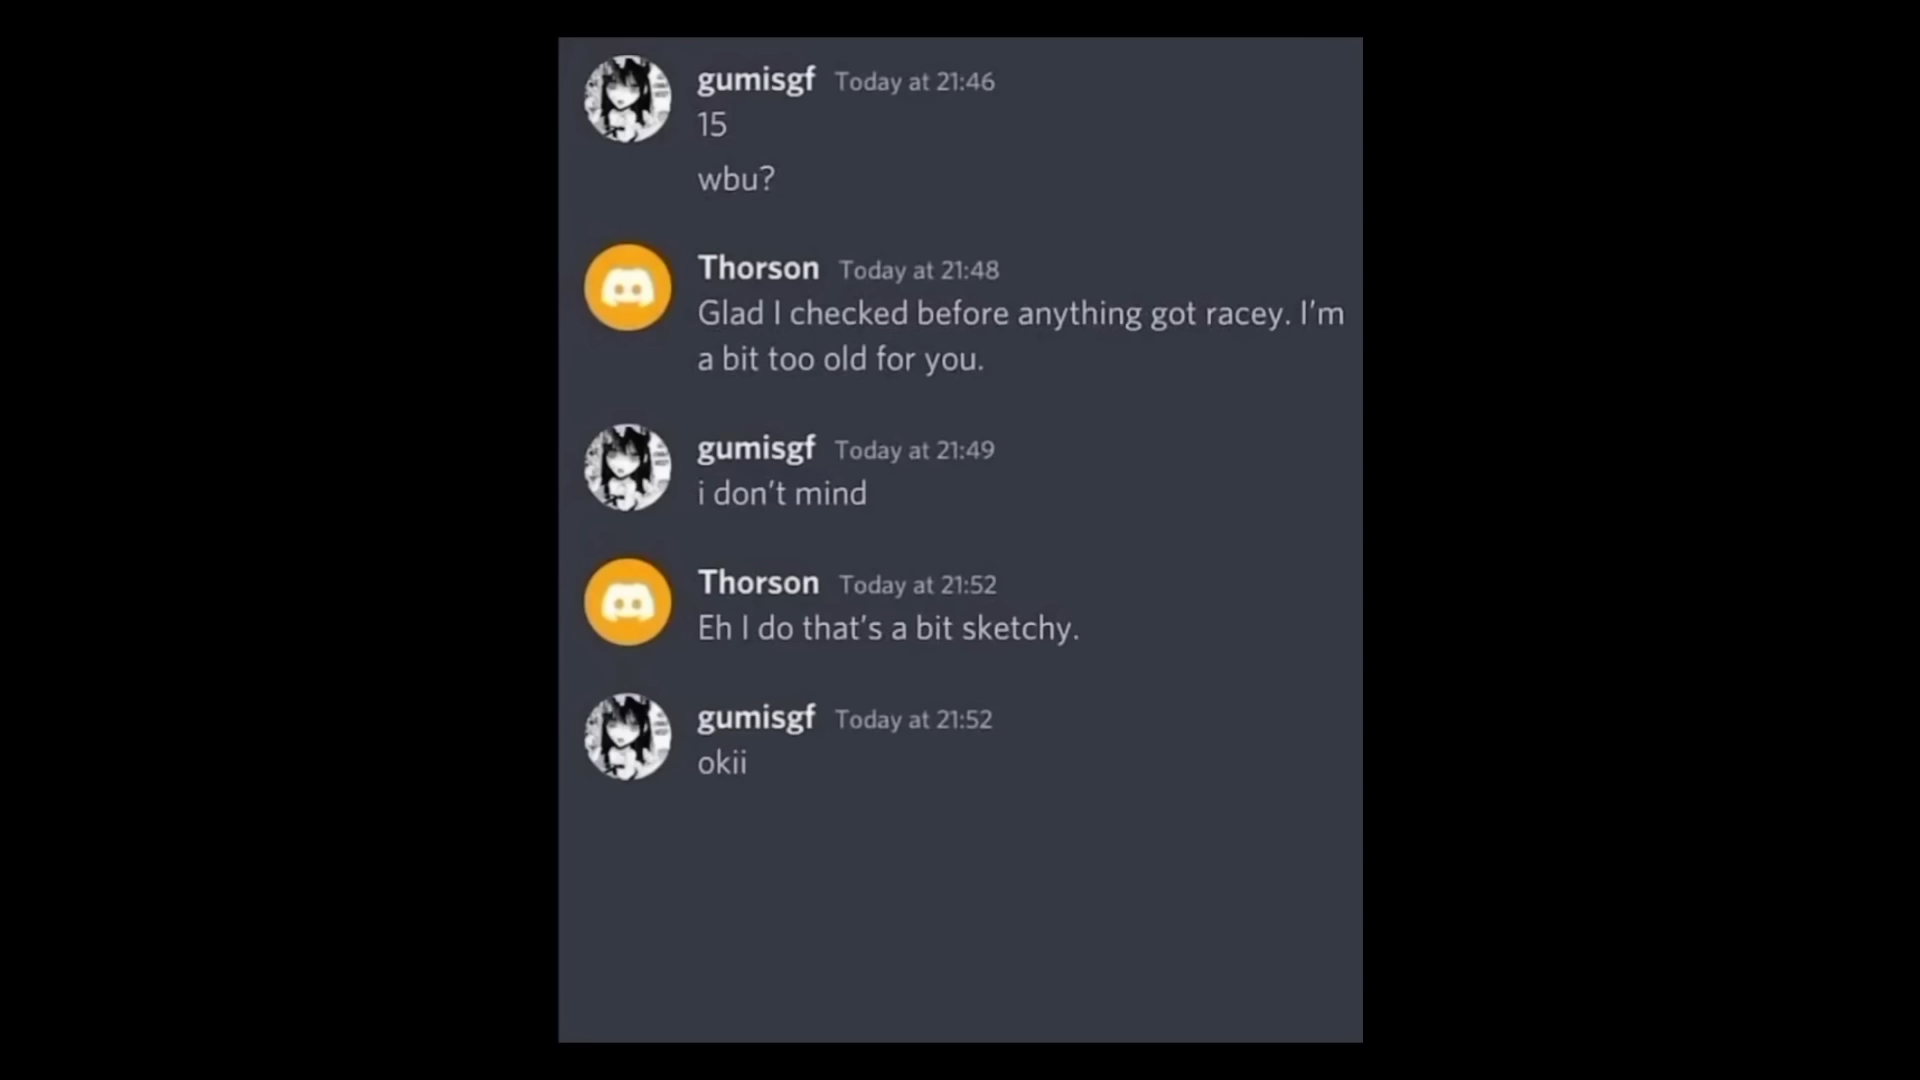 gumisgf Today at 21:46
15
wbu?
Thorson Today at 21:48
Glad I checked before anything got racey. I’m
a bit too old for you.
gumisgf Today at 21:49
i don’t mind
Thorson Today at 21:52
Eh I do that’s a bit sketchy.
gumisgf Today at 21:52
okii